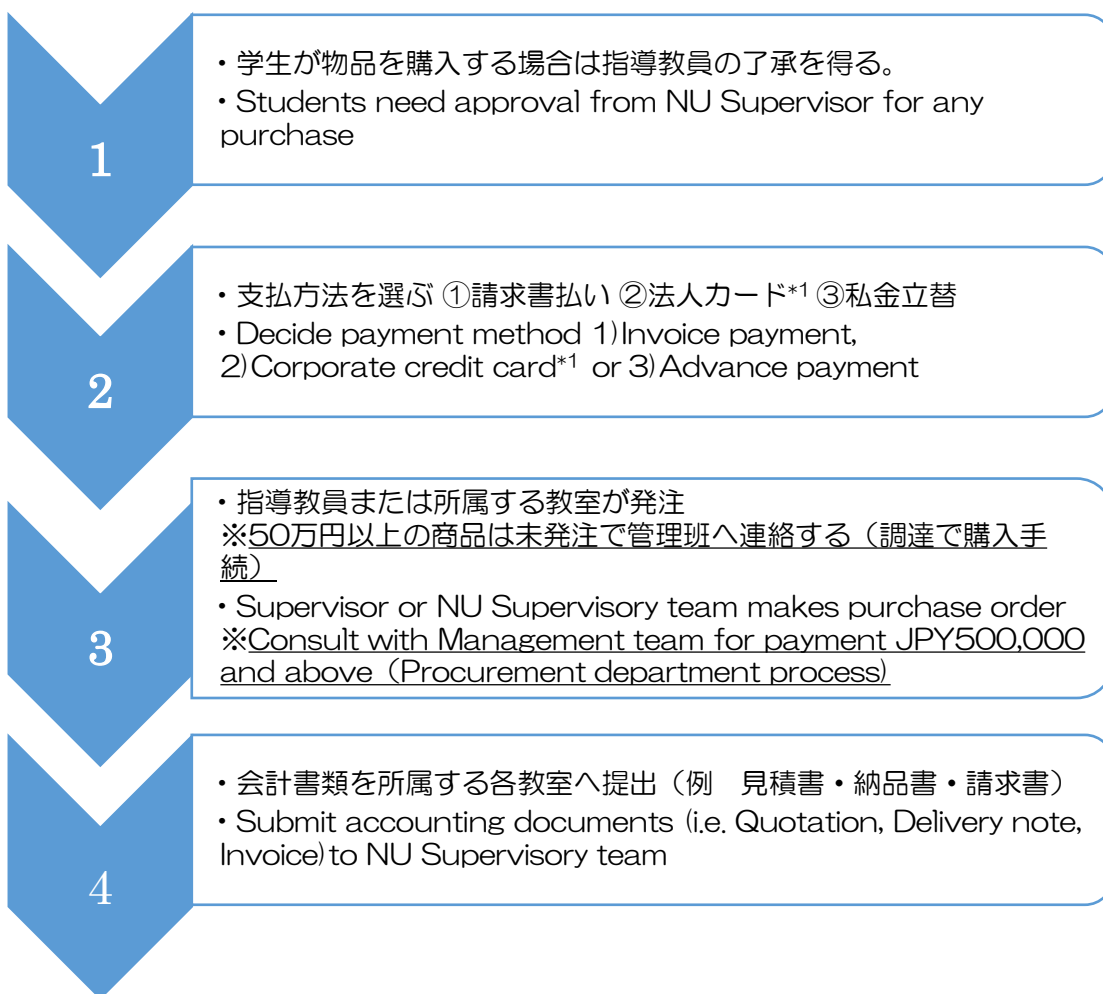 1
・学生が物品を購入する場合は指導教員の了承を得る。
・Students need approval from NU Supervisor for any
purchase
2
・支払方法を選ぶ ①請求書払い ②法人カード*1 ③私金立替
・Decide payment method 1)Invoice payment,
2)Corporate credit card*1 or 3)Advance payment
3
・指導教員または所属する教室が発注
※50万円以上の商品は未発注で管理班へ連絡する（調達で購入手
続）
・Supervisor or NU Supervisory team makes purchase order
※Consult with Management team for payment JPY500,000
and above（Procurement department process)
4
・会計書類を所属する各教室へ提出（例　見積書・納品書・請求書）
・Submit accounting documents (i.e. Quotation, Delivery note,
Invoice)to NU Supervisory team